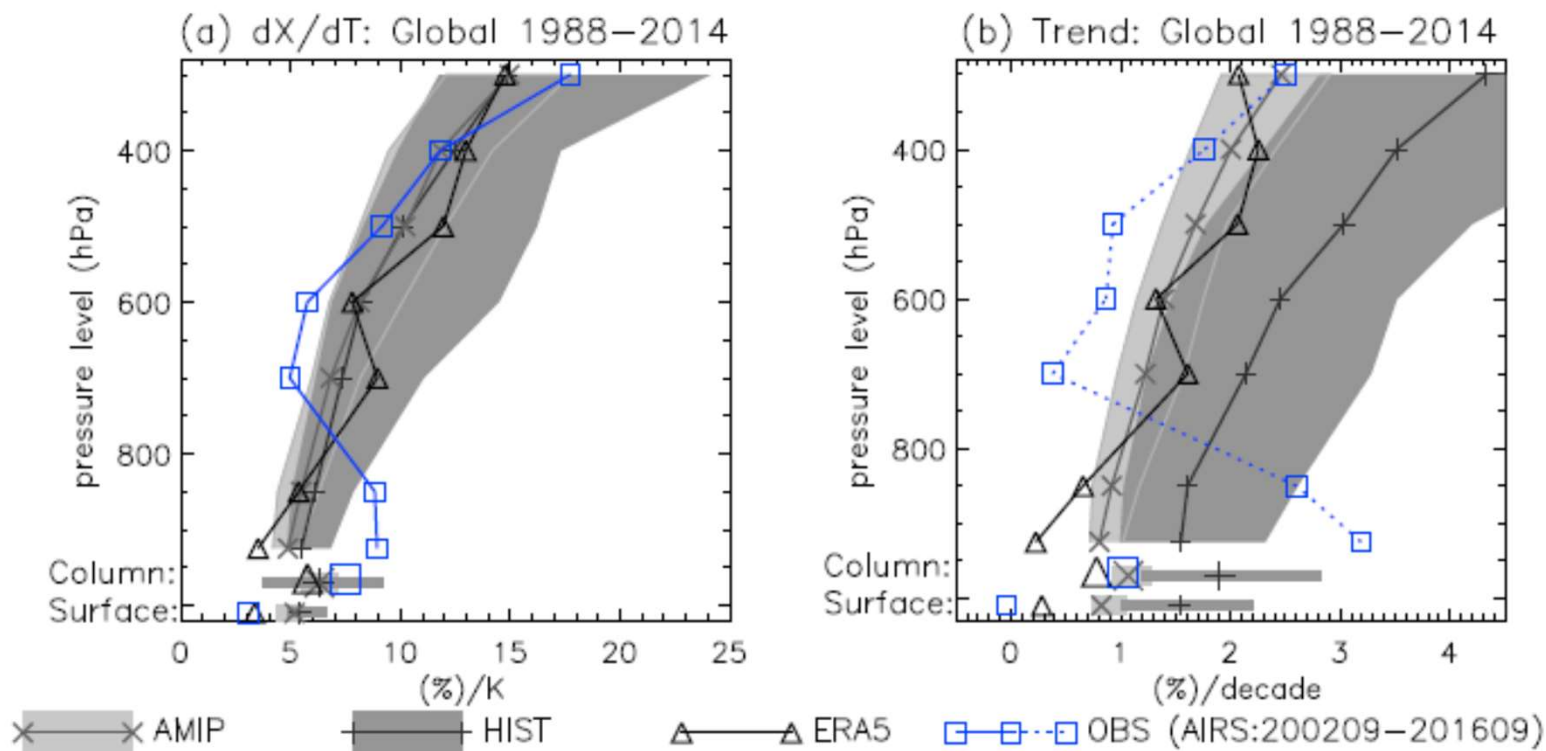 (a) dX/dT: Global 1988–2014
(b) Trend: Global 1988–2014
pressure level (hPa)
400
600
800
Column:
Surface:
0 5 10 15 20 25
(%)/K
pressure level (hPa)
400
600
800
Column:
Surface:
0 1 2 3 4
(%)/decade
AMIP HIST ERA5 OBS (AIRS:200209–201609)